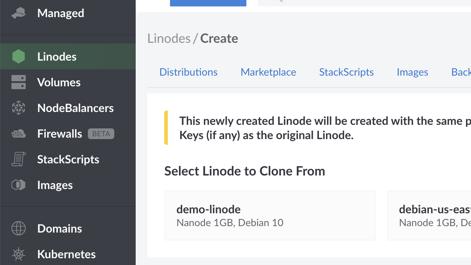 Managed
Linodes
Volumes
NodeBalancers
Firewalls BETA
StackScripts
Images
Domains
Kubernetes
Linodes / Create
Distributions Marketplace StackScripts Images
This newly created Linode will be created with the same
Keys (if any) as the original Linode.
Select Linode to Clone From
demo-linode
Nanode 1GB, Debian 10
debian-us-eas
Nanode 1GB, De